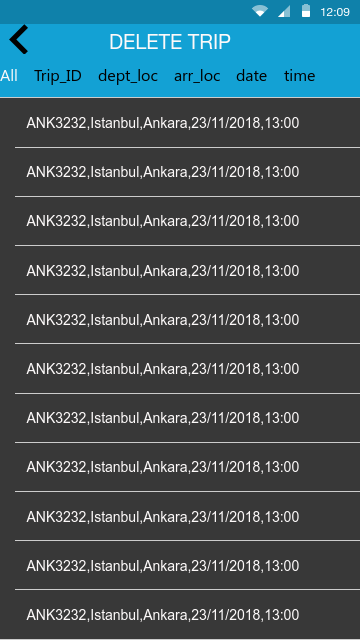 12:09
DELETE TRIP
All Trip_ID dept_loc arr_loc date time
ANK3232,Istanbul,Ankara,23/11/2018,13:00
ANK3232,Istanbul,Ankara,23/11/2018,13:00
ANK3232,Istanbul,Ankara,23/11/2018,13:00
ANK3232,Istanbul,Ankara,23/11/2018,13:00
ANK3232,Istanbul,Ankara,23/11/2018,13:00
ANK3232,Istanbul,Ankara,23/11/2018,13:00
ANK3232,Istanbul,Ankara,23/11/2018,13:00
ANK3232,Istanbul,Ankara,23/11/2018,13:00
ANK3232,Istanbul,Ankara,23/11/2018,13:00
ANK3232,Istanbul,Ankara,23/11/2018,13:00
ANK3232,Istanbul,Ankara,23/11/2018,13:00